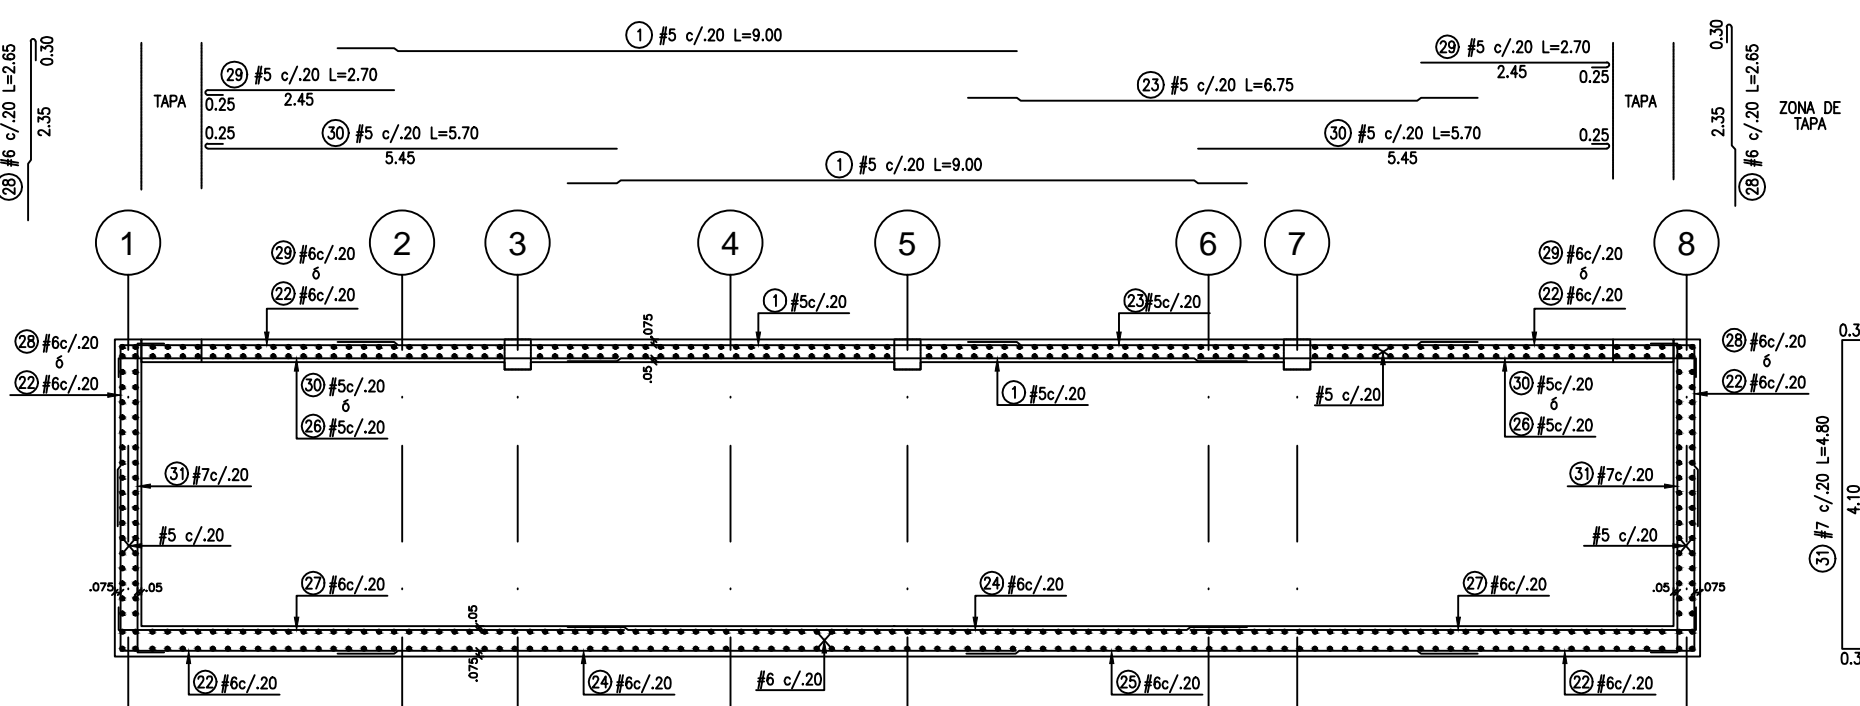 1 #5 c/.20 L=9.00
29 #5 c/.20 L=2.70
2.45
0.25
TAPA
29 #5 c/.20 L=2.70
2.45
0.25
TAPA
23 #5 c/.20 L=6.75
0.25
30 #5 c/.20 L=5.70
5.45
30 #5 c/.20 L=5.70
5.45
0.25
1 #5 c/.20 L=9.00
28 #6 c/.20 L=2.65
2.35
0.30
0.30
2.35
28 #6 c/.20 L=2.65
ZONA DE
TAPA
1 2 3 4 5 6 7 8
29 #6c/.20
ó
22 #6c/.20
1 #5c/.20
23 #5c/.20
29 #6c/.20
ó
22 #6c/.20
28 #6c/.20
ó
22 #6c/.20
.075
.05
28 #6c/.20
ó
22 #6c/.20
30 #5c/.20
ó
26 #5c/.20
1 #5c/.20
#5 c/.20
30 #5c/.20
ó
26 #5c/.20
31 #7c/.20
31 #7c/.20
#5 c/.20
#5 c/.20
.075
.05
27 #6c/.20
.05
.075
24 #6c/.20
27 #6c/.20
.05
.075
22 #6c/.20
24 #6c/.20
#6 c/.20
25 #6c/.20
22 #6c/.20
0.3
31 #7 c/.20 L=4.80
4.10
0.3